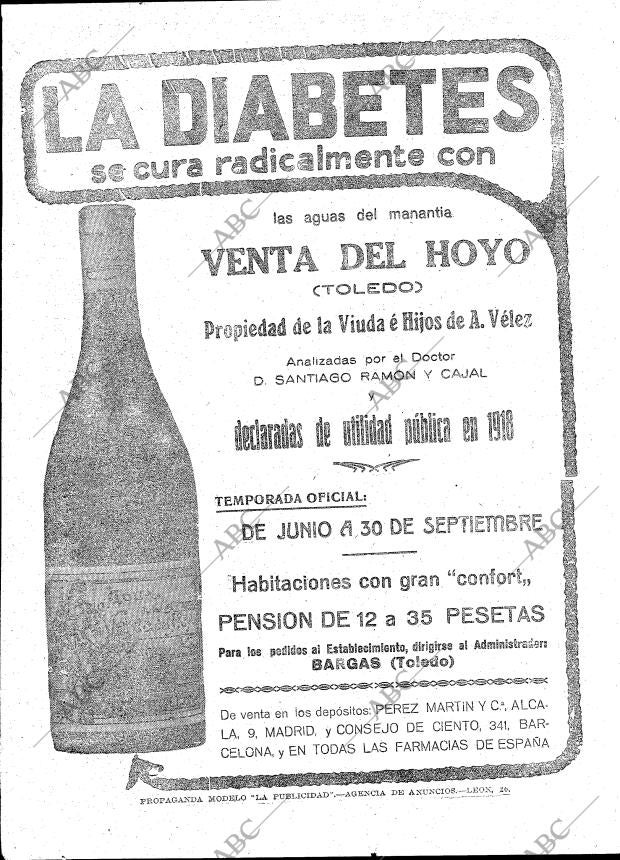 LA DIABETES
se cura radicalmente con
las aguas del manantia
VENTA DEL HOYO
(TOLEDO)
Propiedad de la Viuda é Hijos de A. Vélez
Analizadas por el Doctor
D. SANTIAGO RAMON Y CAJAL
y
declaradas de utilidad pública en 1918
TEMPORADA OFICIAL:
DE JUNIO A 30 DE SEPTIEMBRE
Habitaciones con gran "confort„
PENSION DE 12 a 35 PESETAS
Para los pedidos al Establecimiento, dirigirse al Administrador:
BARGAS (Toledo)
De venta en los depósitos: PEREZ MARTIN Y C.ª, ALCA-
LA, 9, MADRID, y CONSEJO DE CIENTO, 341, BAR-
CELONA, y EN TODAS LAS FARMACIAS DE ESPAÑA
PROPAGANDA MODELO "LA PUBLICIDAD".—AGENCIA DE ANUNCIOS.—LEON, 20.
ABC